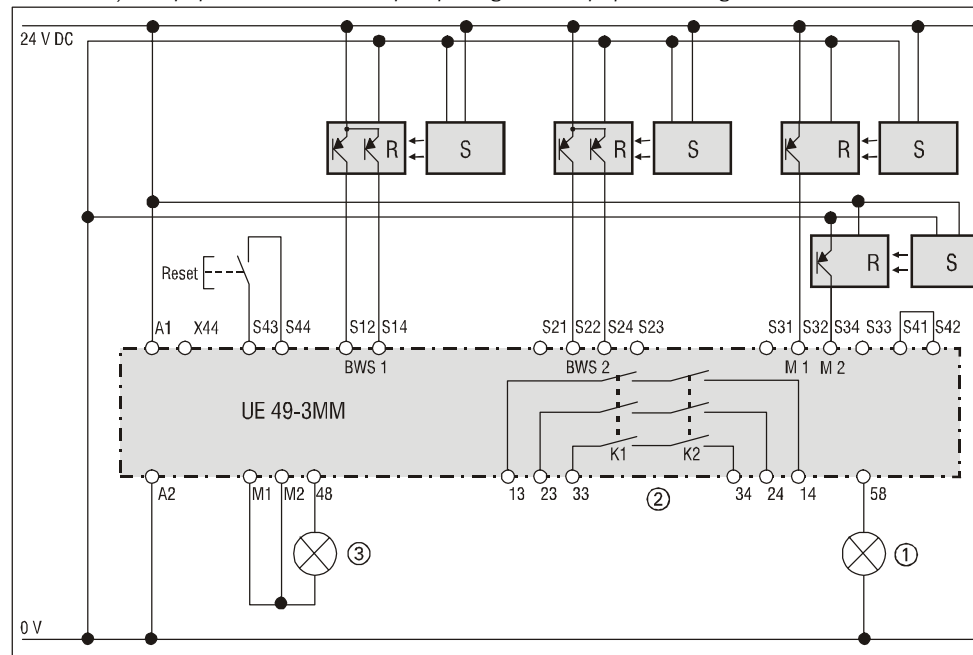 24 V DC
R S
R S
R S
R S
Reset
A1 X44 S43 S44 S12 S14 S21 S22 S24 S23 S31 S32 S34 S33 S41 S42
BWS 1 BWS 2 M 1 M 2
UE 49-3MM
K1 K2
A2 M1 M2 48 13 23 33 ② 34 24 14 58
③ ①
0 V